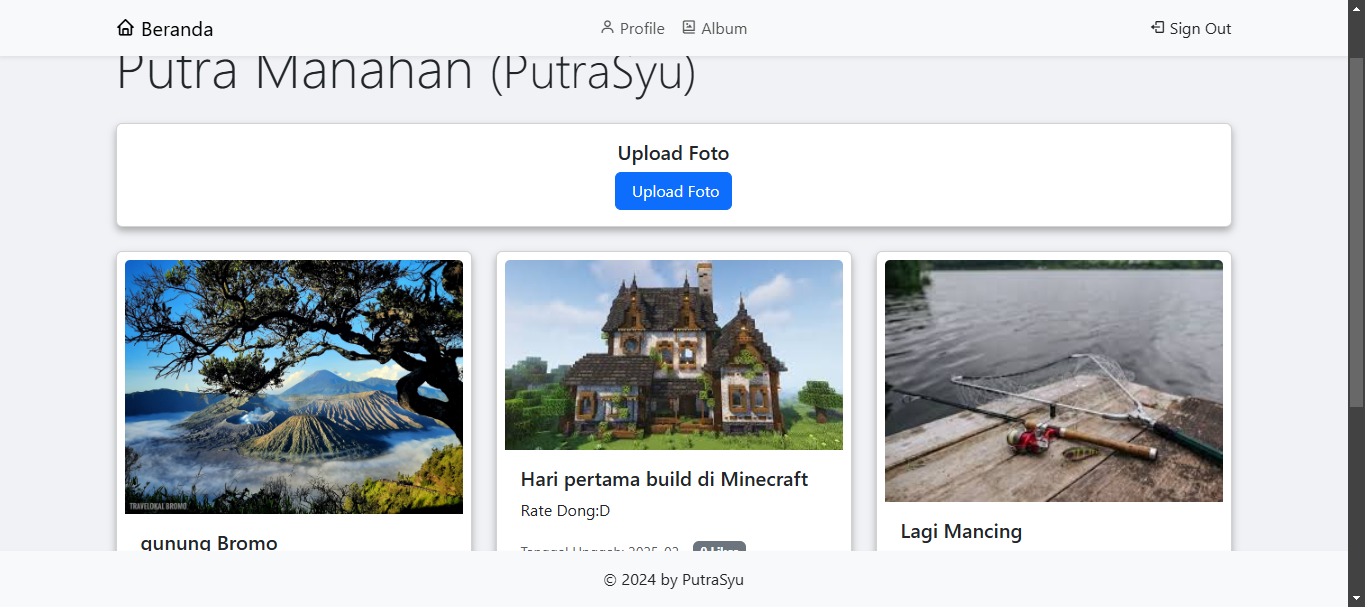 Beranda
Profile
Album
Sign Out
Putra Manahan (PutraSyu)
Upload Foto
Upload Foto
TRAVELOKAL BROMO
gunung Bromo
Hari pertama build di Minecraft
Rate Dong:D
Tanggal Unggah: 2025-02-
0 Likes
Lagi Mancing
© 2024 by PutraSyu